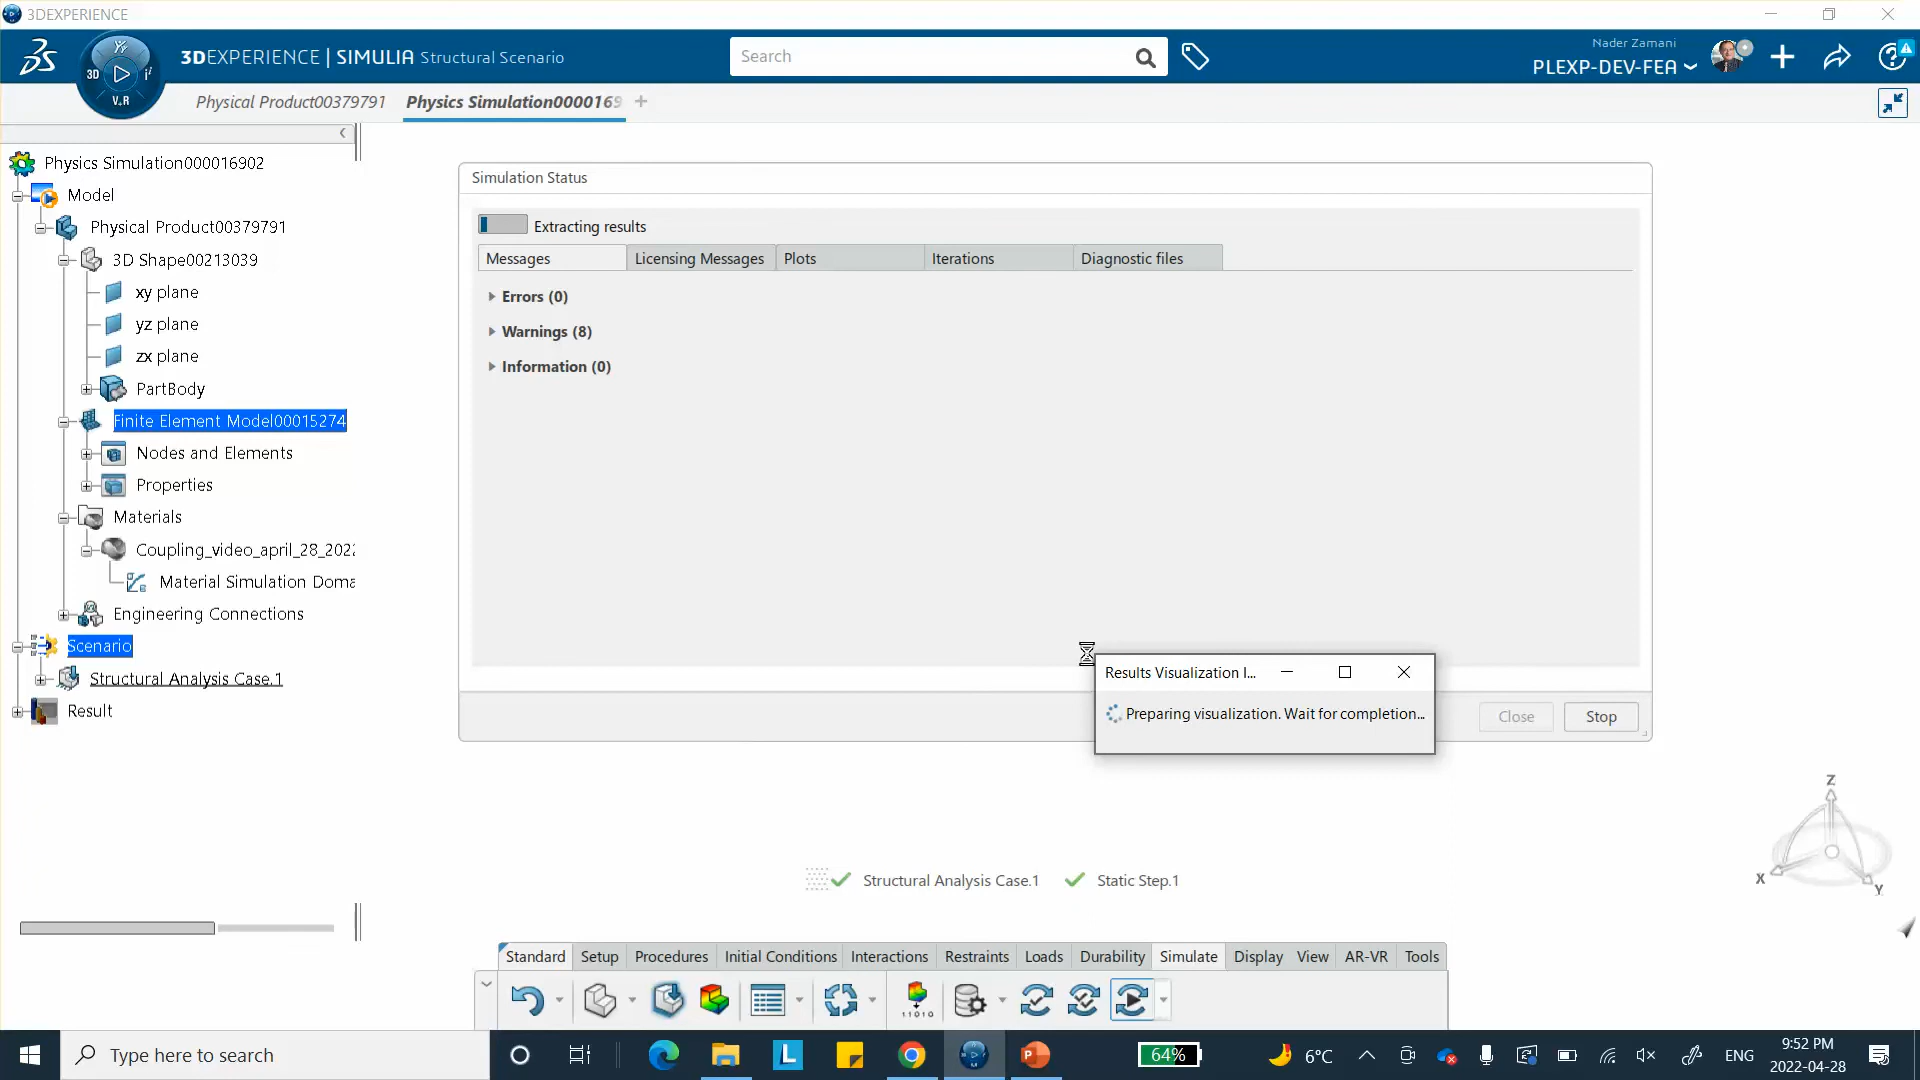 3DEXPERIENCE
3DEXPERIENCE | SIMULIA Structural Scenario
Search
Nader Zamani
PLEXP-DEV-FEA
3D
V.R
Physical Product00379791
Physics Simulation0000169
Physics Simulation000016902
Model
Physical Product00379791
3D Shape00213039
xy plane
yz plane
zx plane
PartBody
Finite Element Model00015274
Nodes and Elements
Properties
Materials
Coupling_video_april_28_2022
Material Simulation Doma
Engineering Connections
Scenario
Structural Analysis Case.1
Result
Simulation Status
Extracting results
Messages
Licensing Messages
Plots
Iterations
Diagnostic files
Errors (0)
Warnings (8)
Information (0)
Results Visualization I...
Preparing visualization. Wait for completion...
Close
Stop
Structural Analysis Case.1
Static Step.1
Z
X
Y
Standard
Setup
Procedures
Initial Conditions
Interactions
Restraints
Loads
Durability
Simulate
Display
View
AR-VR
Tools
11010
Type here to search
L
64%
6°C
ENG
9:52 PM
2022-04-28